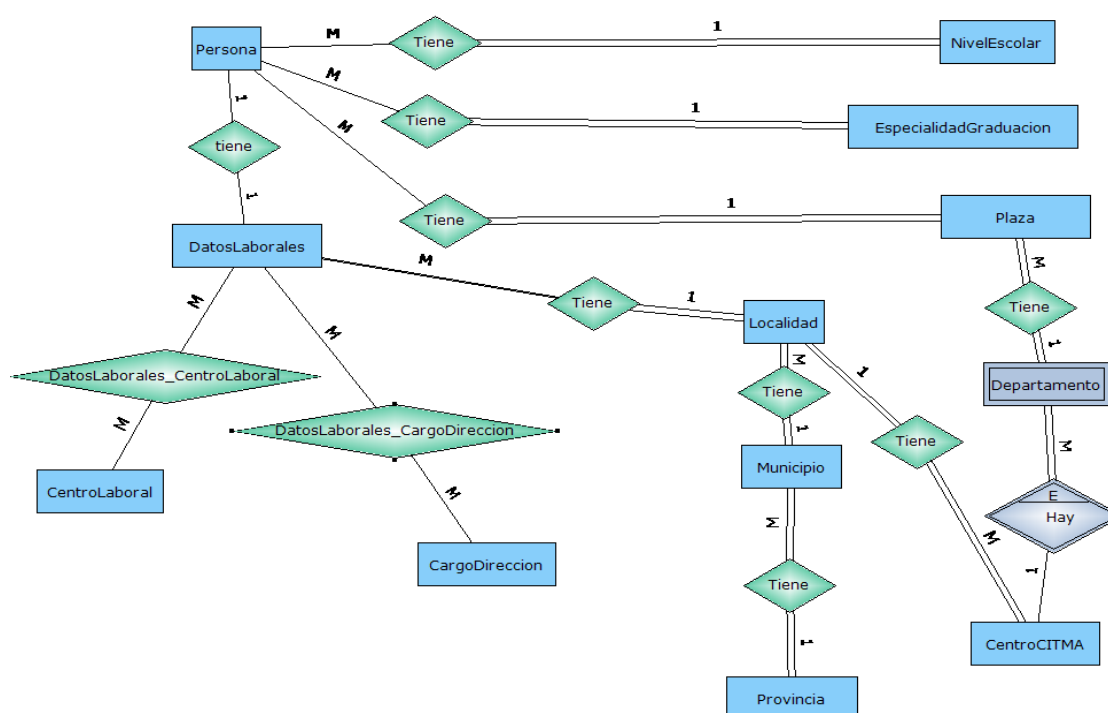 M
Tiene
1
NivelEscolar
Persona
M
Tiene
1
EspecialidadGraduacion
1
tiene
1
M
Tiene
1
Plaza
DatosLaborales
M
Tiene
1
Localidad
M
Tiene
1
Departamento
M
DatosLaborales_CentroLaboral
M
CentroLaboral
M
DatosLaborales_CargoDireccion
M
CargoDireccion
M
Tiene
1
Municipio
M
Tiene
1
Provincia
1
Tiene
M
M
E
Hay
1
CentroCITMA